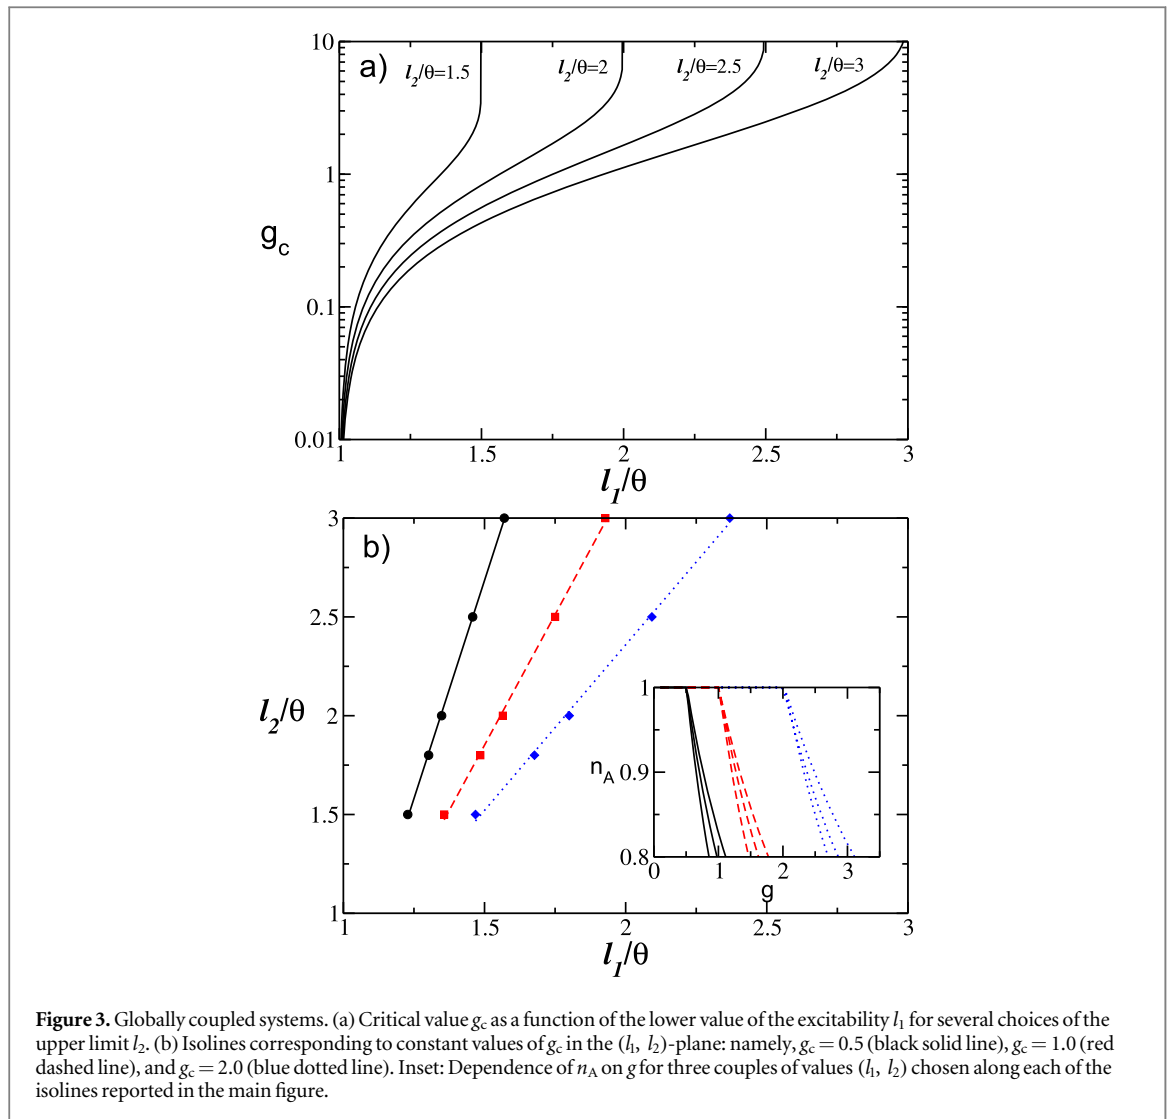 10
a)
l2/θ=1.5
l2/θ=2
l2/θ=2.5
l2/θ=3
1
gc
0.1
0.01
1
1.5
2
2.5
3
l1/θ
3
b)
2.5
l2/θ
2
1.5
1
1
nA
0.9
0.8
0
1
2
3
g
1
1.5
2
2.5
3
l1/θ
Figure 3. Globally coupled systems. (a) Critical value gc as a function of the lower value of the excitability l1 for several choices of the
upper limit l2. (b) Isolines corresponding to constant values of gc in the (l1, l2)-plane: namely, gc = 0.5 (black solid line), gc = 1.0 (red
dashed line), and gc = 2.0 (blue dotted line). Inset: Dependence of nA on g for three couples of values (l1, l2) chosen along each of the
isolines reported in the main figure.